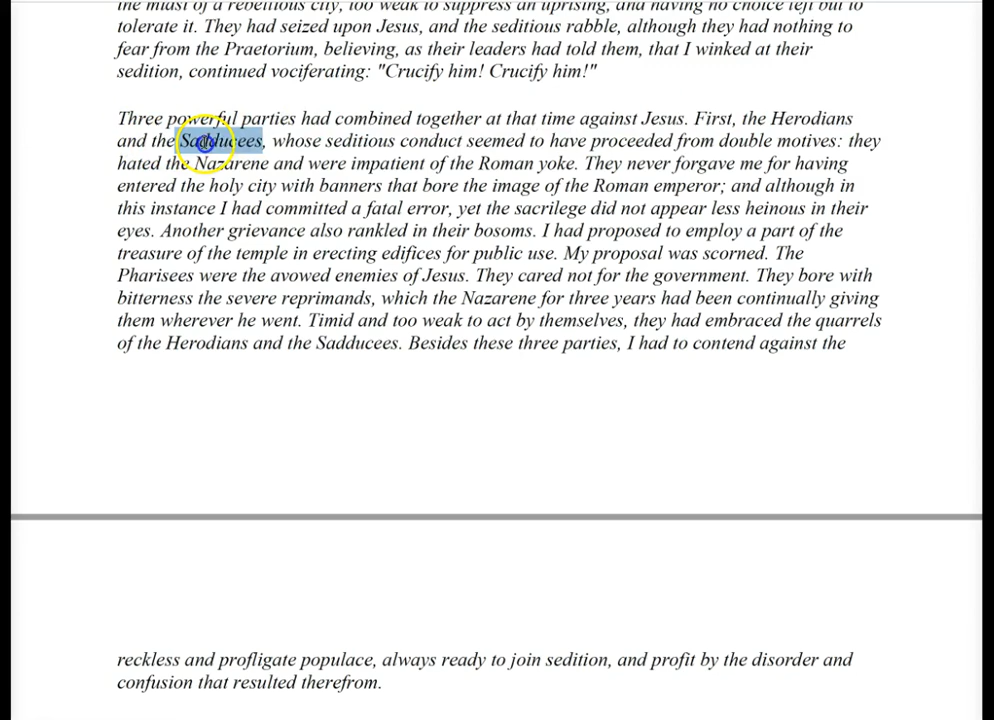 the midst of a rebellious city, too weak to suppress an uprising, and having no choice left but to
tolerate it. They had seized upon Jesus, and the seditious rabble, although they had nothing to
fear from the Praetorium, believing, as their leaders had told them, that I winked at their
sedition, continued vociferating: "Crucify him! Crucify him!"
Three powerful parties had combined together at that time against Jesus. First, the Herodians
and the Sadducees, whose seditious conduct seemed to have proceeded from double motives: they
hated the Nazarene and were impatient of the Roman yoke. They never forgave me for having
entered the holy city with banners that bore the image of the Roman emperor; and although in
this instance I had committed a fatal error, yet the sacrilege did not appear less heinous in their
eyes. Another grievance also rankled in their bosoms. I had proposed to employ a part of the
treasure of the temple in erecting edifices for public use. My proposal was scorned. The
Pharisees were the avowed enemies of Jesus. They cared not for the government. They bore with
bitterness the severe reprimands, which the Nazarene for three years had been continually giving
them wherever he went. Timid and too weak to act by themselves, they had embraced the quarrels
of the Herodians and the Sadducees. Besides these three parties, I had to contend against the
reckless and profligate populace, always ready to join sedition, and profit by the disorder and
confusion that resulted therefrom.